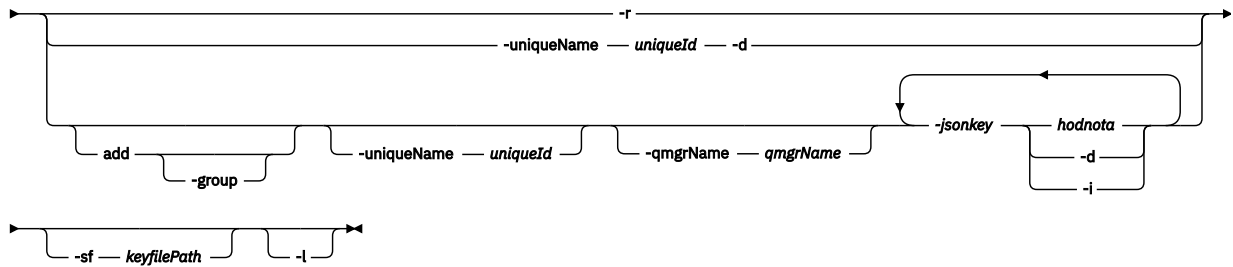 -r
-uniqueName uniqueId -d
-jsonkey hodnota
add -uniqueName uniqueId -qmgrName qmgrName -d
-group -i
-sf keyfilePath -l